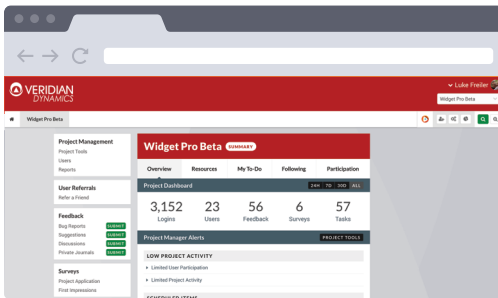 VERIDIAN
DYNAMICS
Luke Freiler
Widget Pro Beta
Widget Pro Beta
Project Management
Project Tools
Users
Reports
User Referrals
Refer a Friend
Feedback
Bug Reports SUBMIT
Suggestions SUBMIT
Discussions SUBMIT
Private Journals SUBMIT
Surveys
Project Application
First Impressions
Widget Pro Beta SUMMARY
Overview Resources My To-Do Following Participation
Project Dashboard 24H 7D 30D ALL
3,152 23 56 6 57
Logins Users Feedback Surveys Tasks
Project Manager Alerts PROJECT TOOLS
LOW PROJECT ACTIVITY
Limited User Participation
Limited Project Activity
SCHEDULED ITEMS